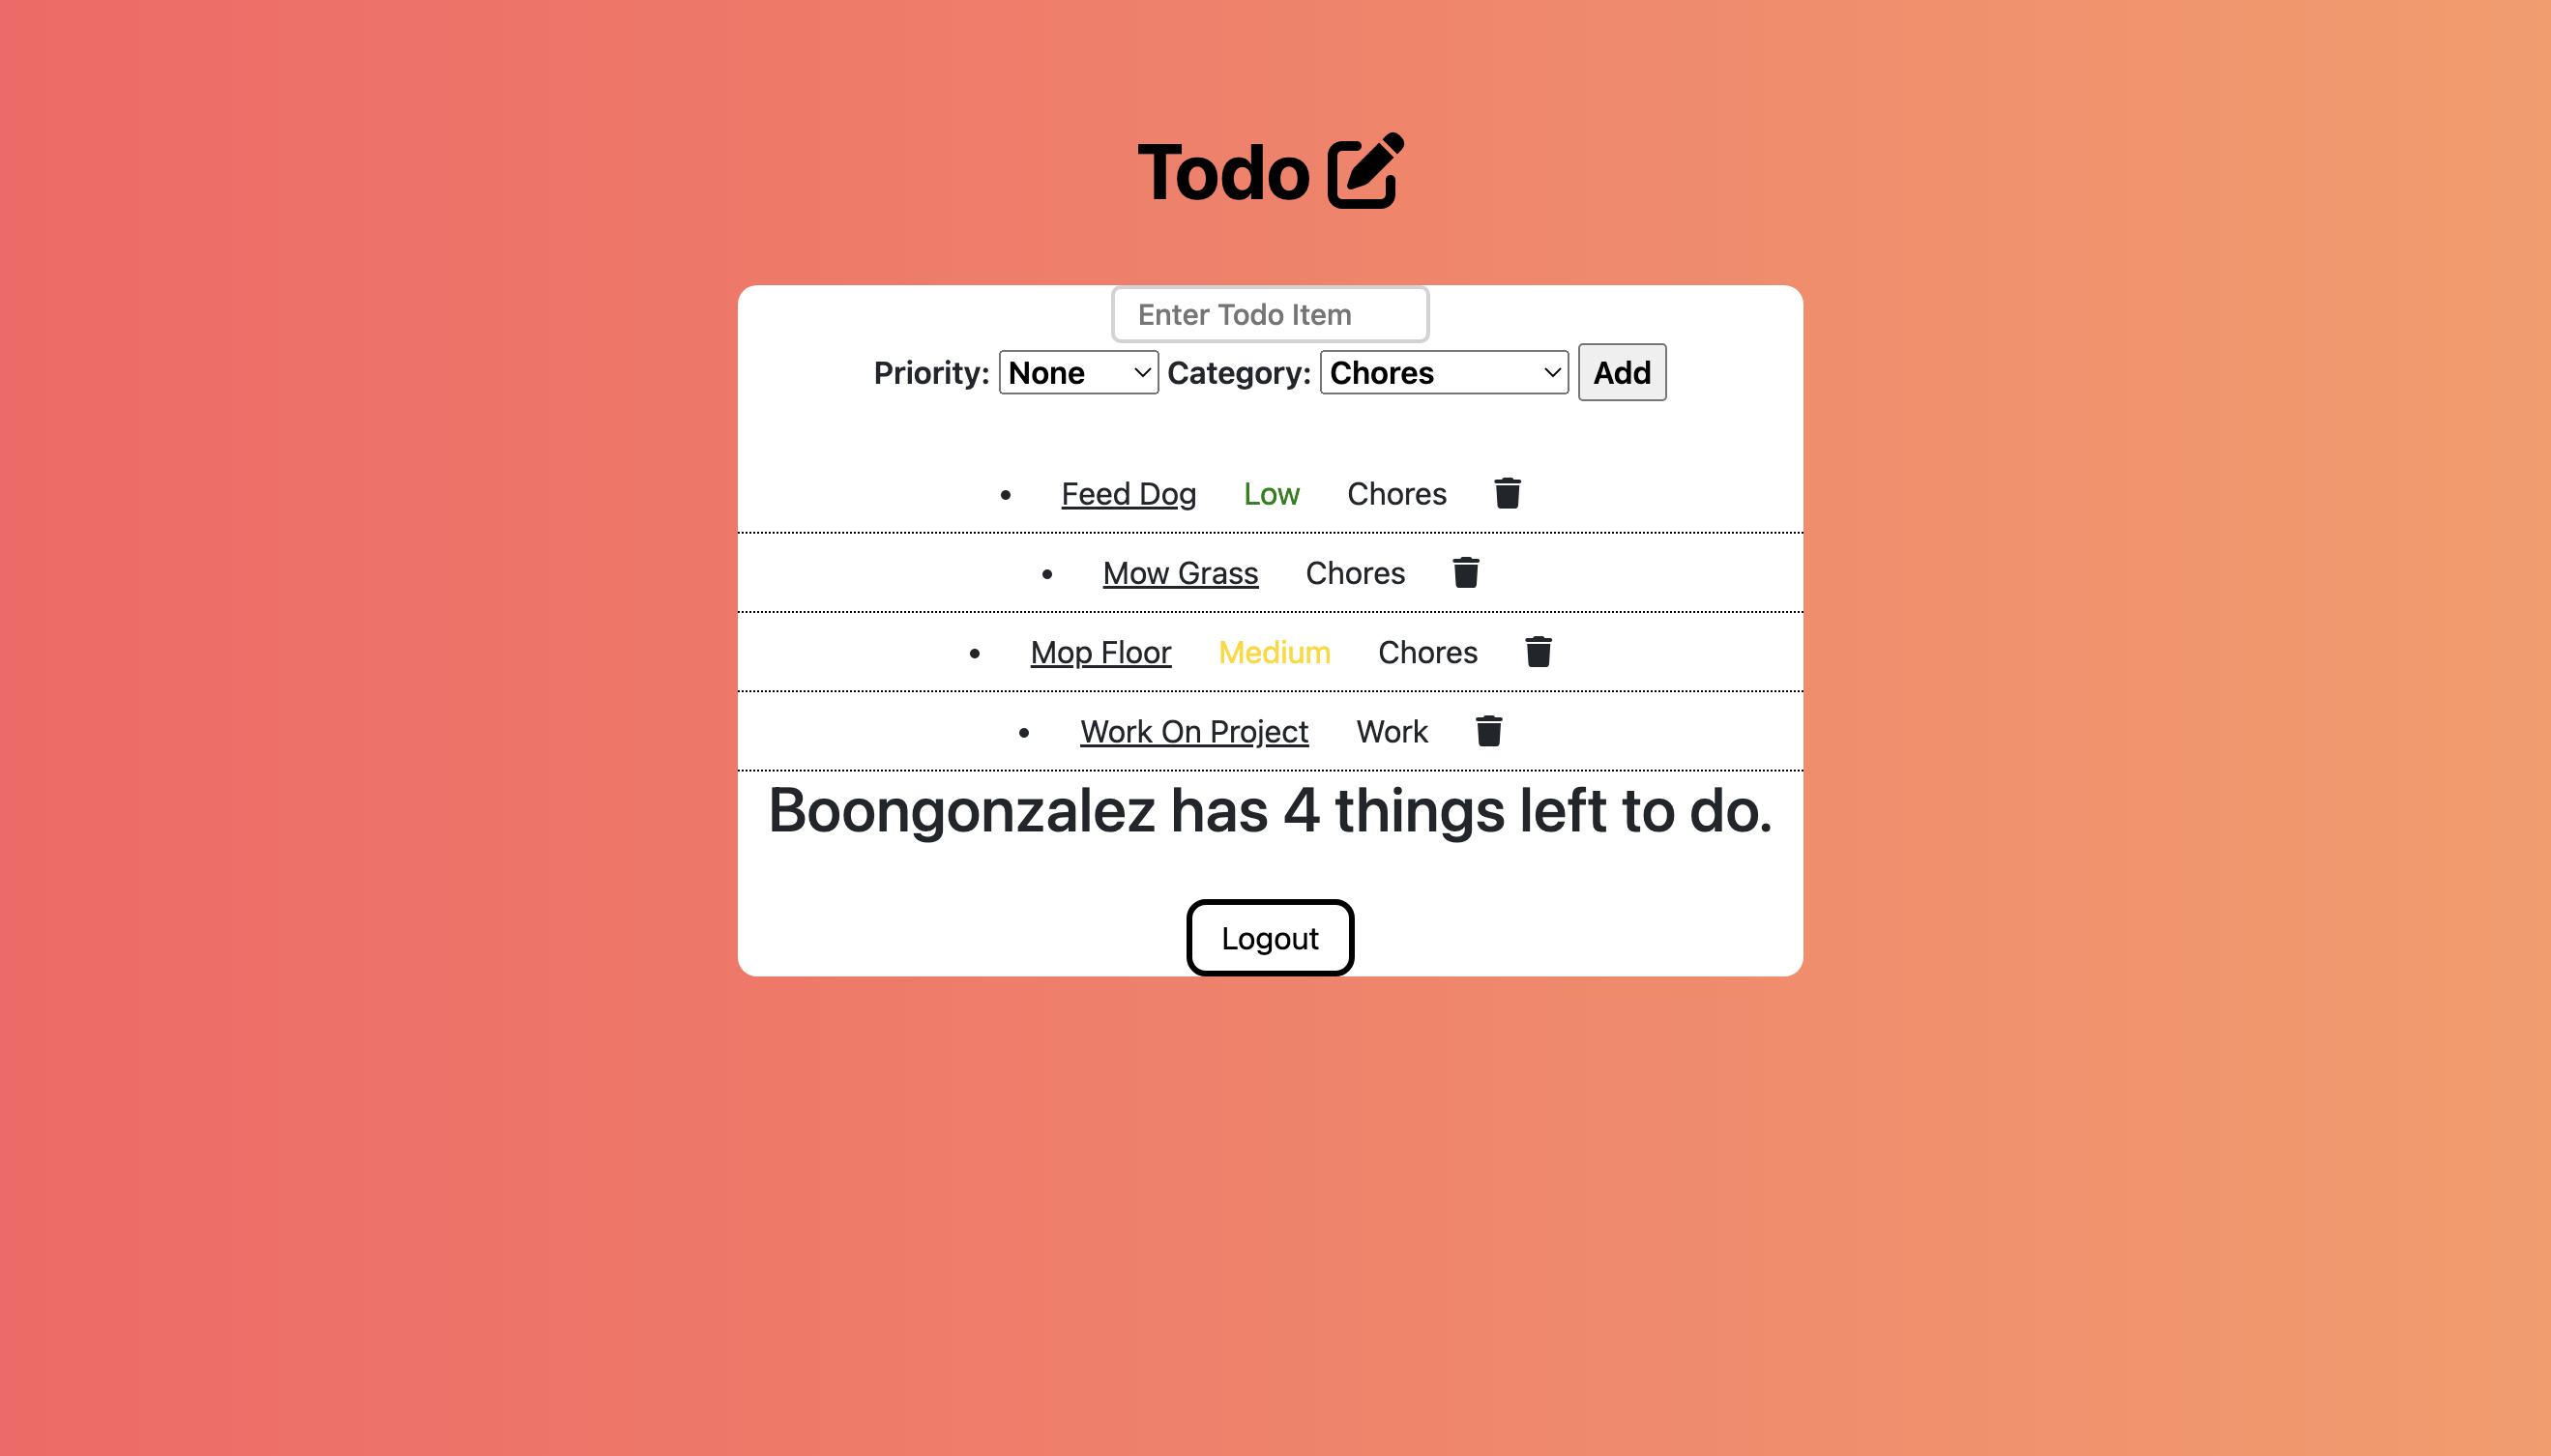 Todo
Enter Todo Item
Priority: None Category: Chores Add
• Feed Dog Low Chores
• Mow Grass Chores
• Mop Floor Medium Chores
• Work On Project Work
Boongonzalez has 4 things left to do.
Logout